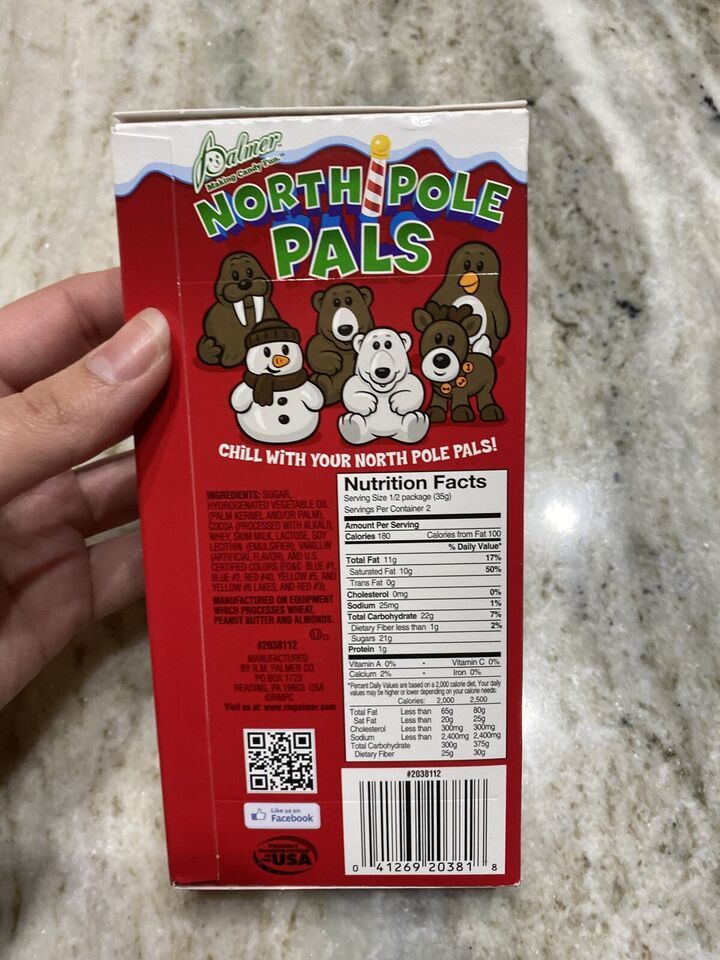 Palmer
Making Candy Fun.™
NORTH POLE
PALS
CHiLL WiTH YOUR NORTH POLE PALS!
INGREDIENTS: SUGAR,
HYDROGENATED VEGETABLE OIL
(PALM KERNEL AND/OR PALM),
COCOA (PROCESSED WITH ALKALI),
WHEY, SKIM MILK, LACTOSE, SOY
LECITHIN (EMULSIFIER), VANILLIN
(ARTIFICIAL FLAVOR), AND U.S.
CERTIFIED COLORS (FD&C BLUE #1,
BLUE #2, RED #40, YELLOW #5, AND
YELLOW #6 LAKES, AND RED #3).
MANUFACTURED ON EQUIPMENT
WHICH PROCESSES WHEAT,
PEANUT BUTTER AND ALMONDS.
U D
#2038112
MANUFACTURED
BY R.M. PALMER CO.
PO BOX 1723
READING, PA 19603 USA
©RMPC
Visit us at: www.rmpalmer.com
Like us on
Facebook
PROUDLY
MANUFACTURED
IN THE USA
Nutrition Facts
Serving Size 1/2 package (35g)
Servings Per Container 2
Amount Per Serving
Calories 180 Calories from Fat 100
% Daily Value*
Total Fat 11g 17%
Saturated Fat 10g 50%
Trans Fat 0g
Cholesterol 0mg 0%
Sodium 25mg 1%
Total Carbohydrate 22g 7%
Dietary Fiber less than 1g 2%
Sugars 21g
Protein 1g
Vitamin A 0% • Vitamin C 0%
Calcium 2% • Iron 0%
*Percent Daily Values are based on a 2,000 calorie diet. Your daily
values may be higher or lower depending on your calorie needs:
Calories: 2,000 2,500
Total Fat Less than 65g 80g
Sat Fat Less than 20g 25g
Cholesterol Less than 300mg 300mg
Sodium Less than 2,400mg 2,400mg
Total Carbohydrate 300g 375g
Dietary Fiber 25g 30g
#2038112
0 41269 20381 8